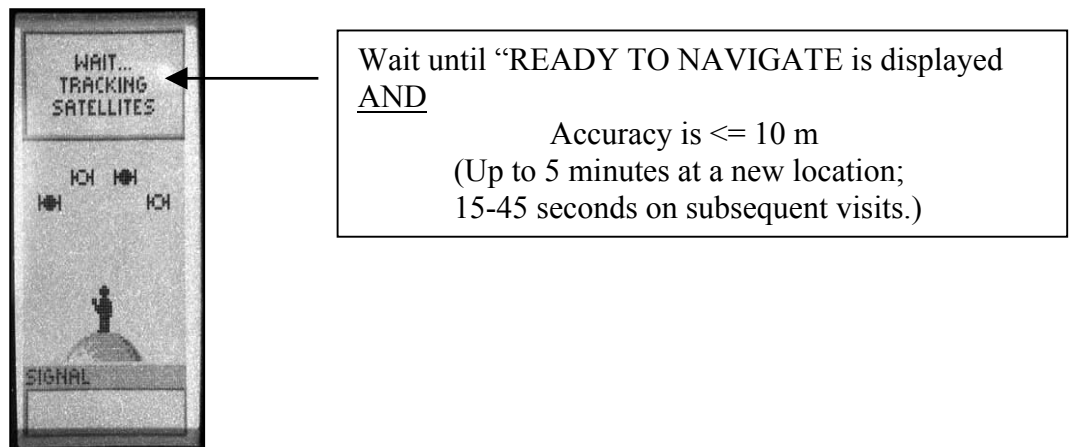 WAIT...
TRACKING
SATELLITES
SIGNAL
Wait until “READY TO NAVIGATE is displayed
AND
Accuracy is <= 10 m
(Up to 5 minutes at a new location;
15-45 seconds on subsequent visits.)